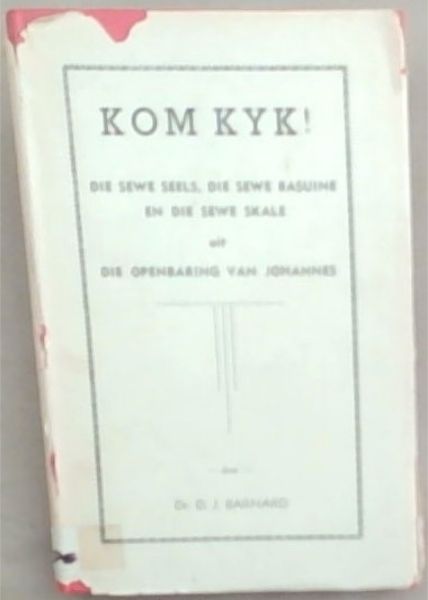 KOM KYK!
DIE SEWE SEELS, DIE SEWE BASUINE
EN DIE SEWE SKALE
uit
DIE OPENBARING VAN JOHANNES
deur
Dr. J. BARNARD